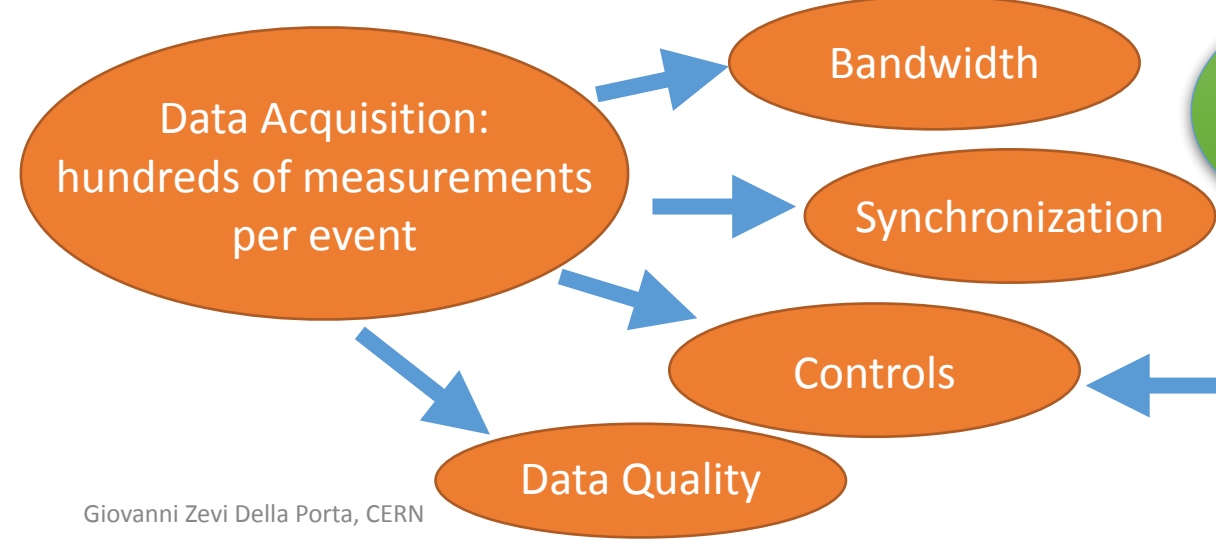 Data Acquisition:
hundreds of measurements
per event
Bandwidth
Synchronization
Controls
Data Quality
Giovanni Zevi Della Porta, CERN